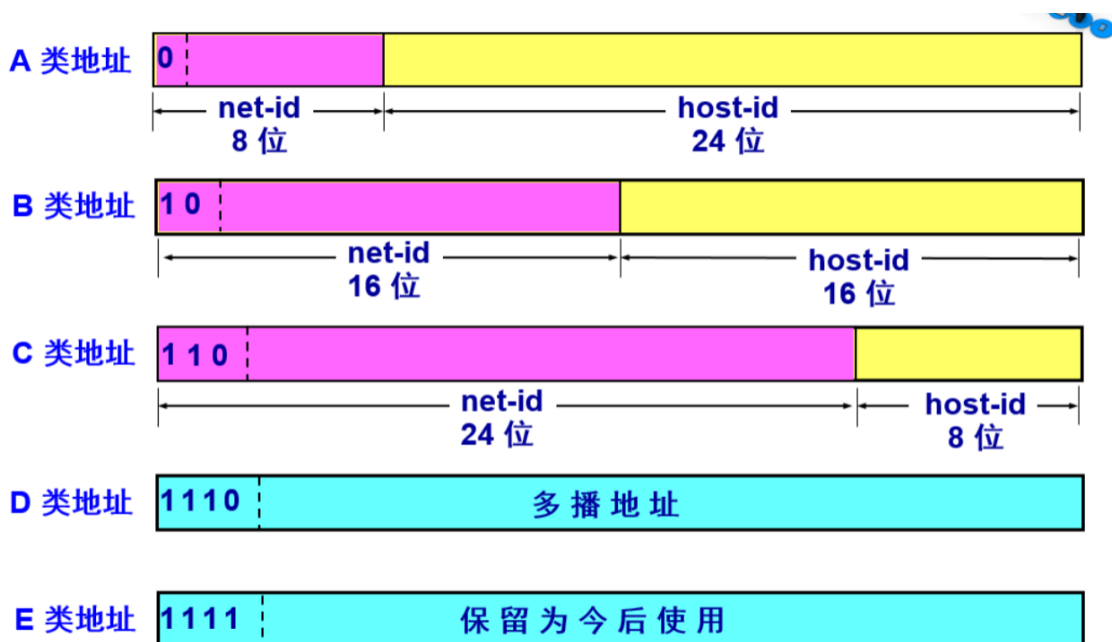 A 类地址
0
net-id
8 位
host-id
24 位
B 类地址
1 0
net-id
16 位
host-id
16 位
C 类地址
1 1 0
net-id
24 位
host-id
8 位
D 类地址
1110
多播地址
E 类地址
1111
保留为今后使用